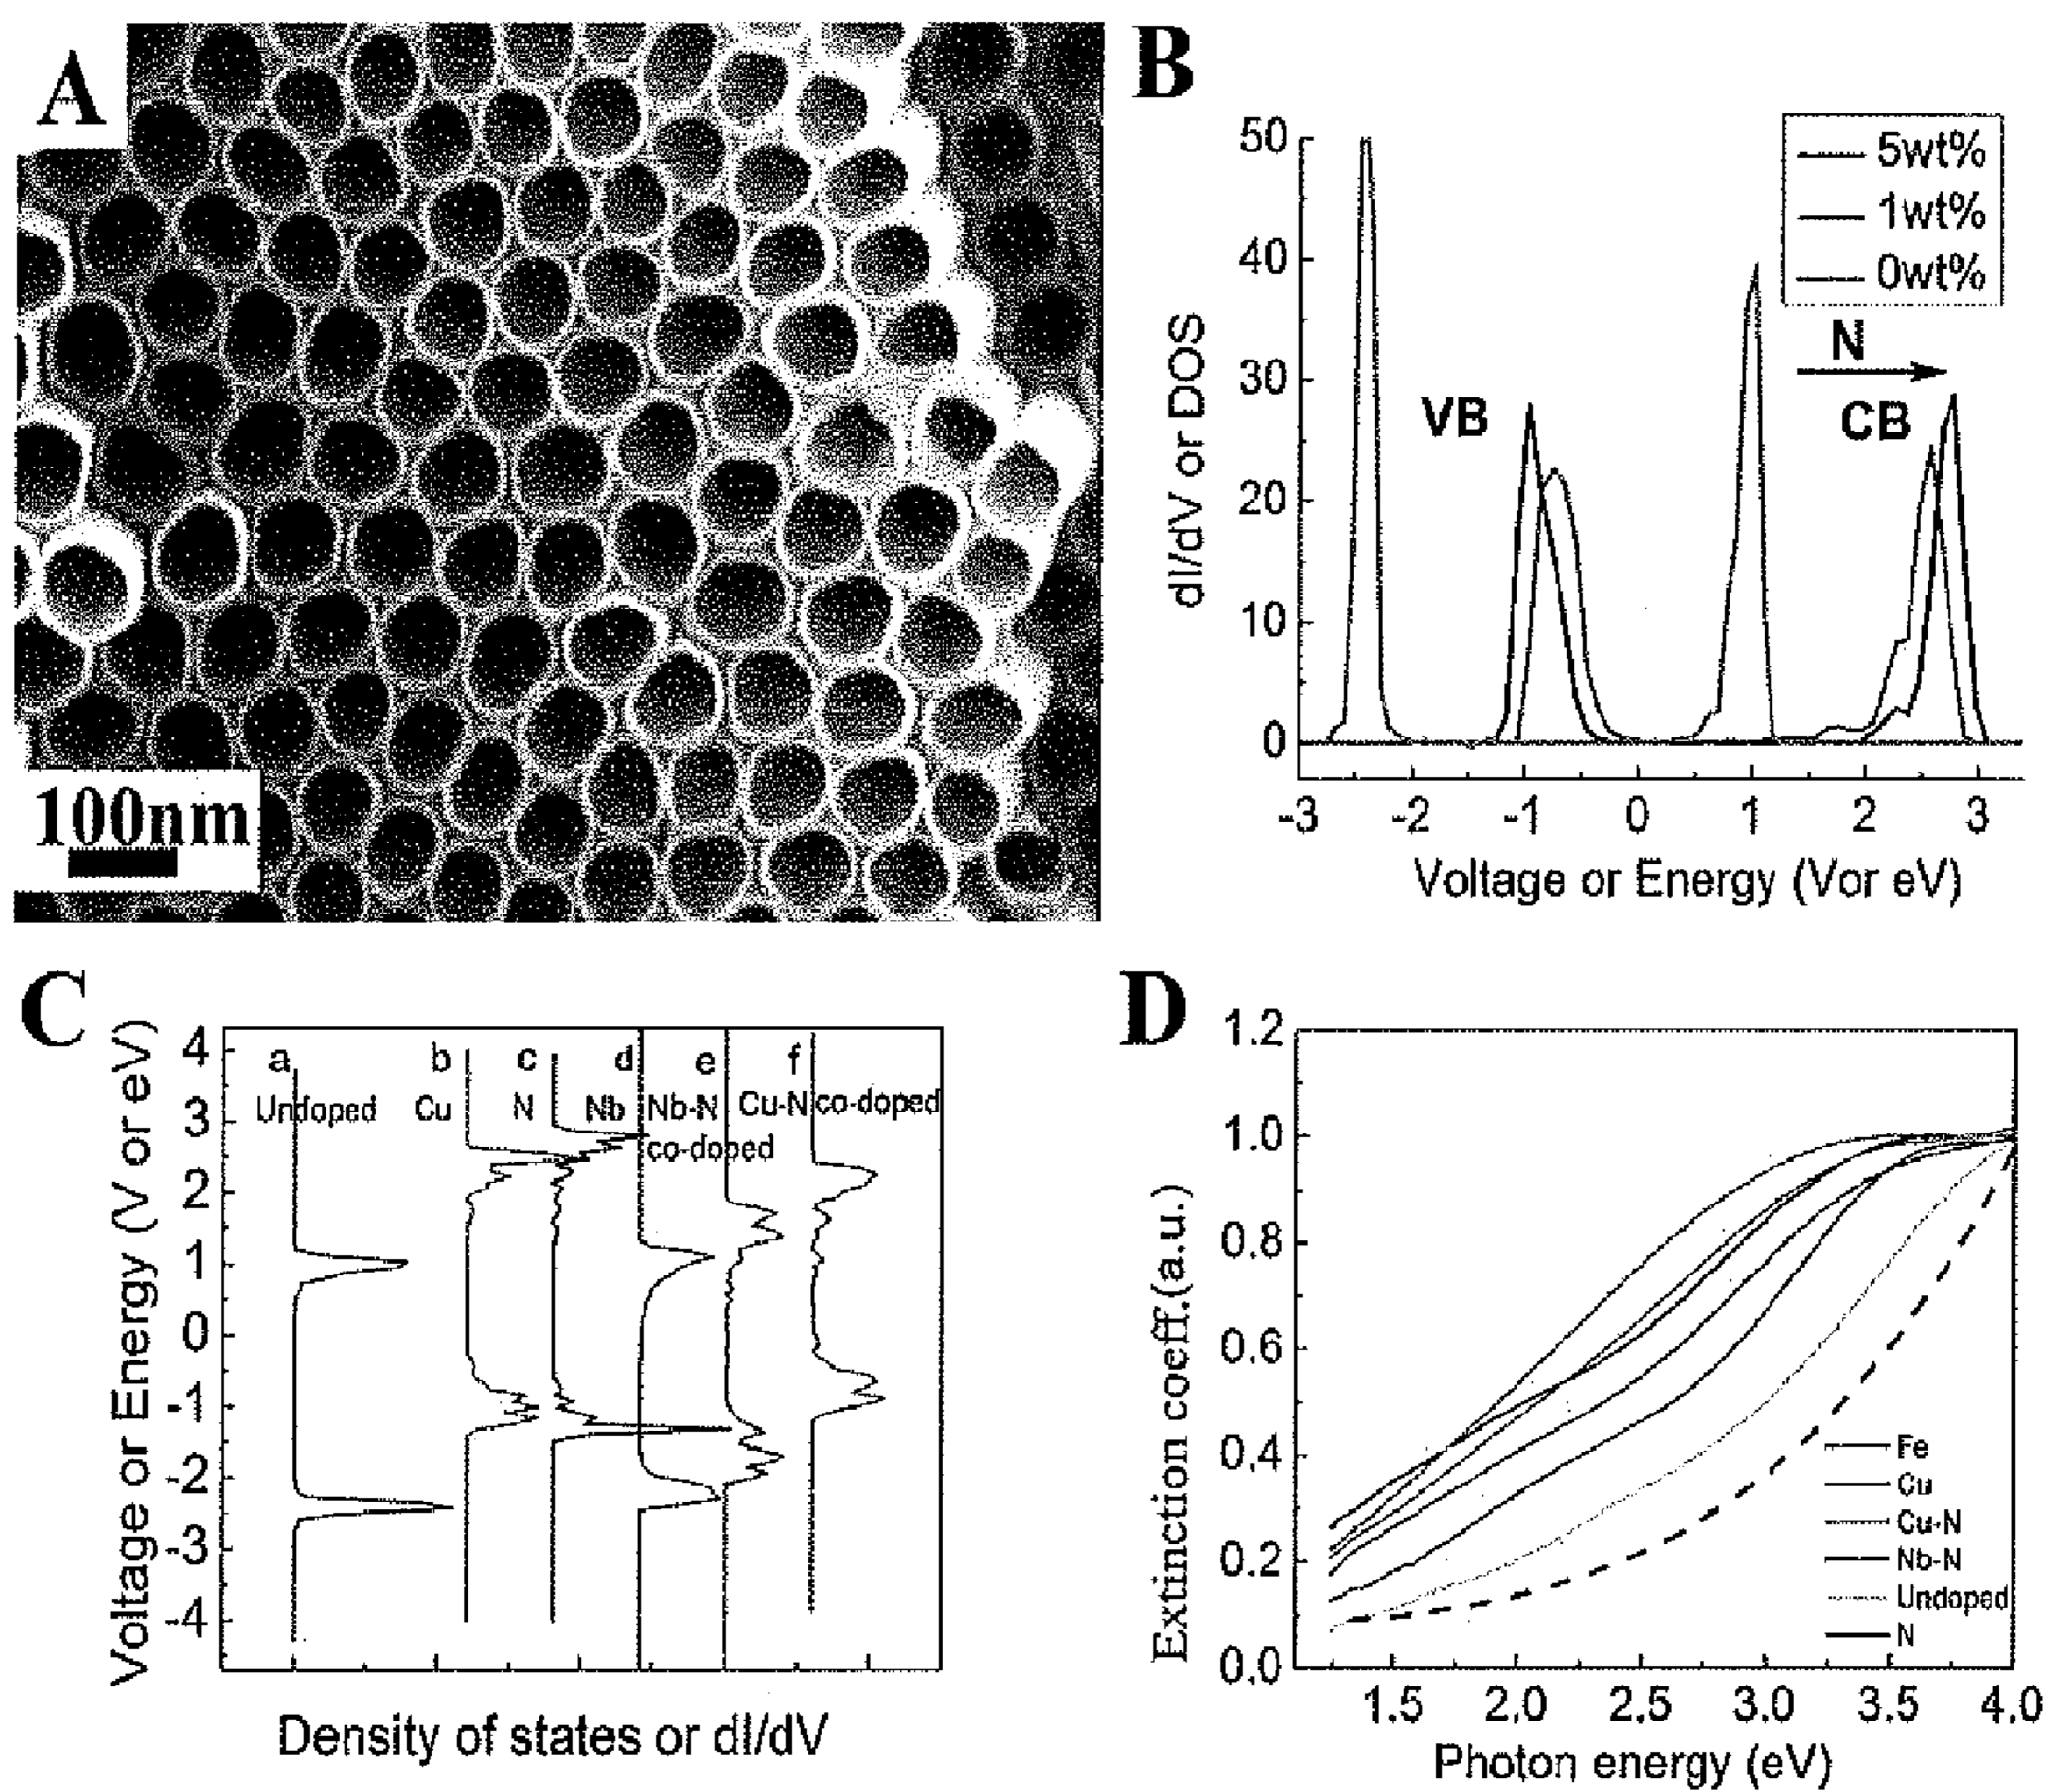 A
100nm
B
50
40
30
20
10
0
dI/dV or DOS
5wt%
1wt%
0wt%
N
VB
CB
-3 -2 -1 0 1 2 3
Voltage or Energy (Vor eV)
C
4
3
2
1
0
-1
-2
-3
-4
Voltage or Energy (V or eV)
a b c d e f
Undoped Cu N Nb Nb-N Cu-N co-doped
co-doped
Density of states or dI/dV
D
1.2
1.0
0.8
0.6
0.4
0.2
0.0
Extinction coeff.(a.u.)
Fe
Cu
Cu-N
Nb-N
Undoped
N
1.5 2.0 2.5 3.0 3.5 4.0
Photon energy (eV)